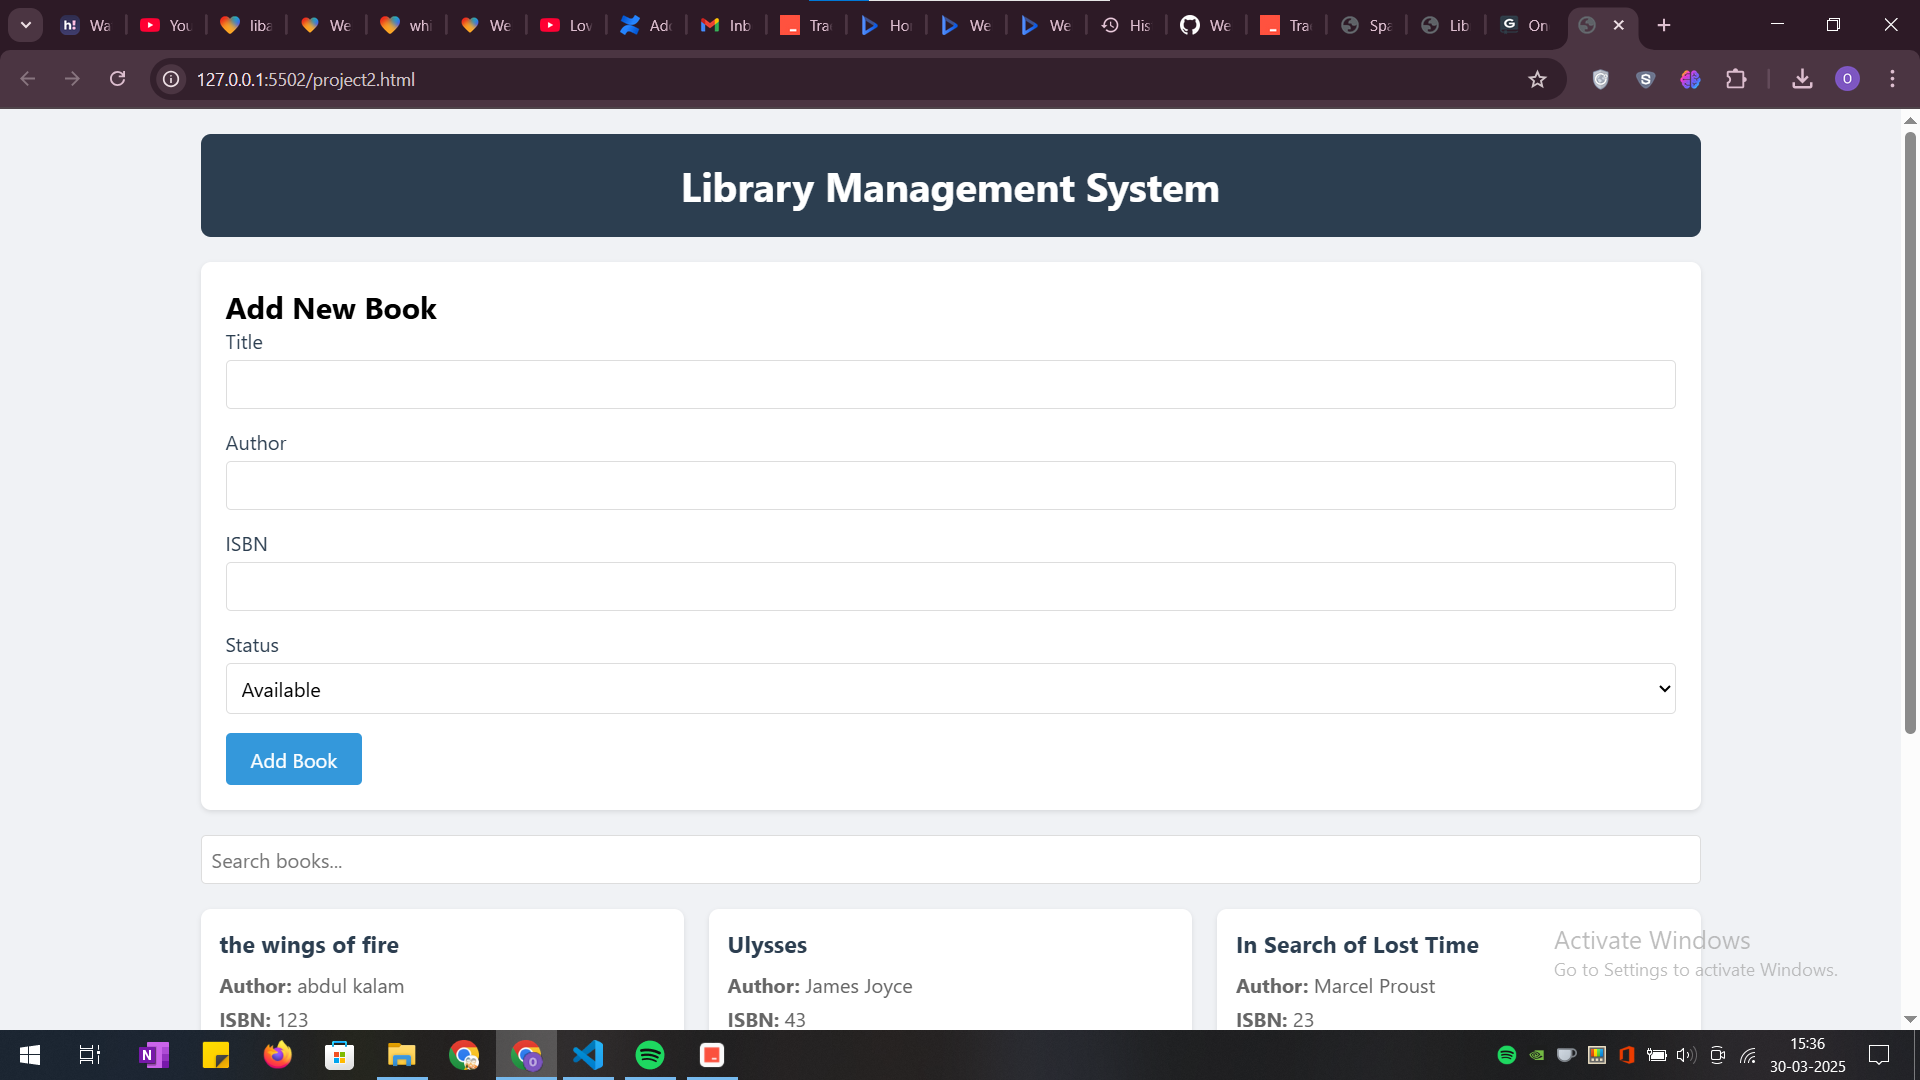 Wa
You
liba
We
whi
We
Lov
Adc
Inb
Tra
Ho
We
We
His
We
Tra
Spa
Lib
On
127.0.0.1:5502/project2.html
O
Library Management System
Add New Book
Title
Author
ISBN
Status
Available
Add Book
Search books...
the wings of fire
Author: abdul kalam
ISBN: 123
Ulysses
Author: James Joyce
ISBN: 43
In Search of Lost Time
Author: Marcel Proust
ISBN: 23
Activate Windows
Go to Settings to activate Windows.
15:36
30-03-2025